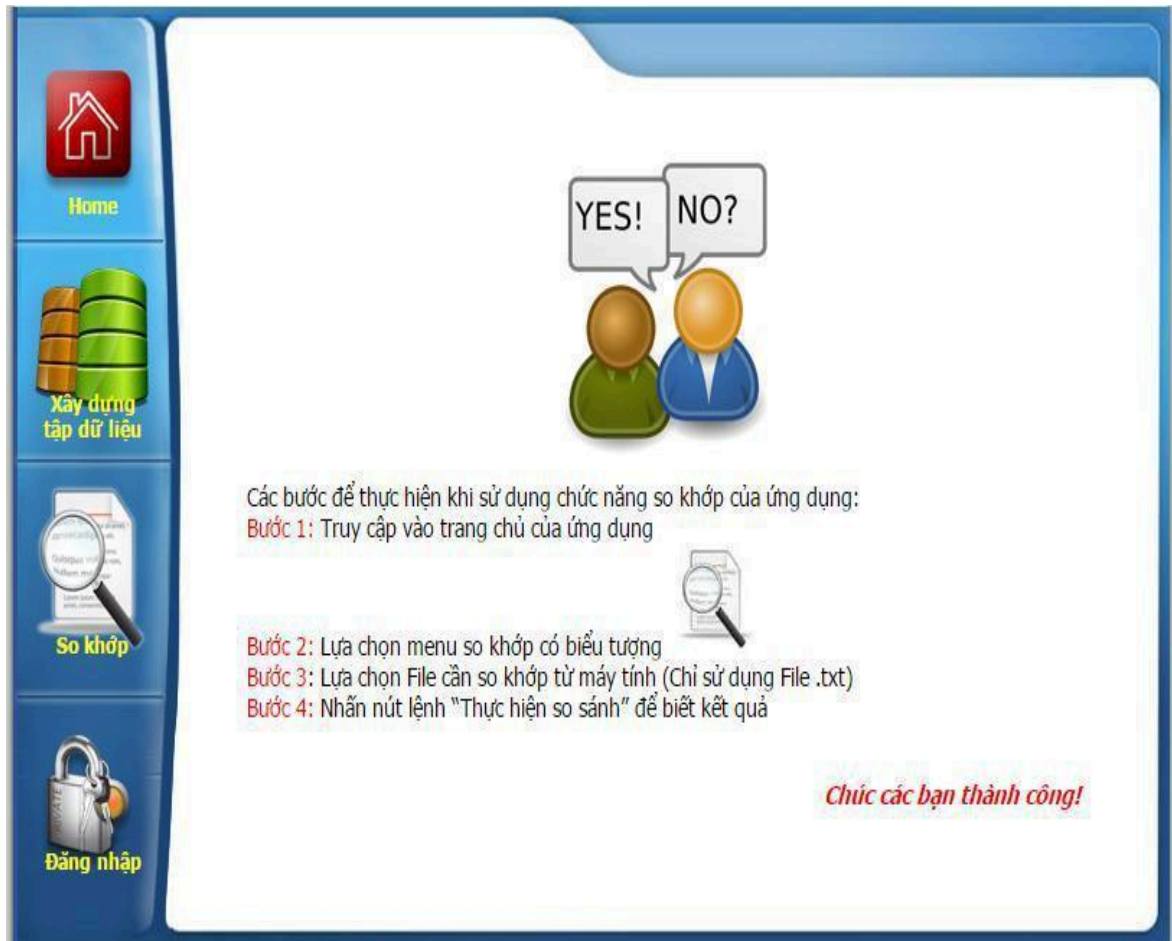 Home
Xây dựng
tập dữ liệu
So khớp
PRIVATE
Đăng nhập
YES!
NO?
Các bước để thực hiện khi sử dụng chức năng so khớp của ứng dụng:
Bước 1: Truy cập vào trang chủ của ứng dụng
Bước 2: Lựa chọn menu so khớp có biểu tượng
Bước 3: Lựa chọn File cần so khớp từ máy tính (Chỉ sử dụng File .txt)
Bước 4: Nhấn nút lệnh “Thực hiện so sánh” để biết kết quả
Chúc các bạn thành công!